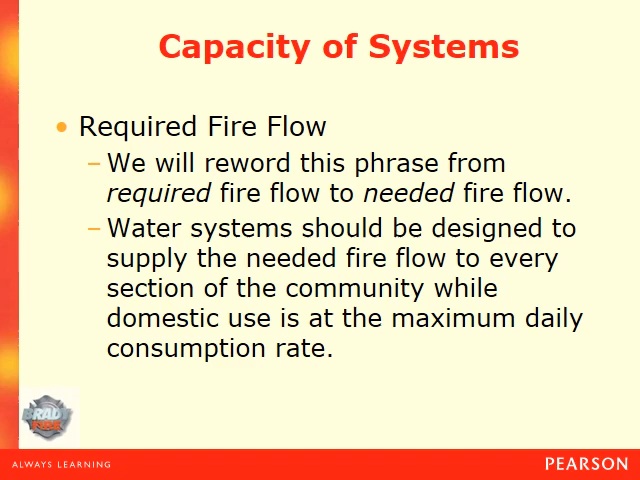 Capacity of Systems
• Required Fire Flow
– We will reword this phrase from
required fire flow to needed fire flow.
– Water systems should be designed to
supply the needed fire flow to every
section of the community while
domestic use is at the maximum daily
consumption rate.
BRADY
FIRE
ALWAYS LEARNING
PEARSON